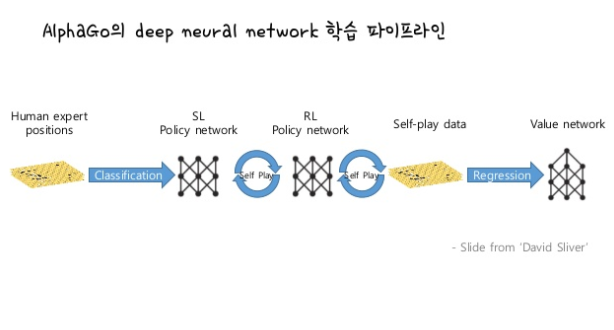 AlphaGo의 deep neural network 학습 파이프라인
Human expert
positions
SL
Policy network
RL
Policy network
Self-play data
Value network
Classification
Self Play
Self Play
Regression
- Slide from 'David Sliver'